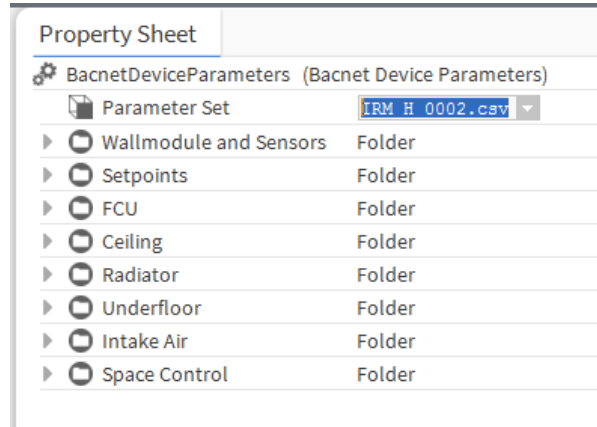 Property Sheet
BacnetDeviceParameters (Bacnet Device Parameters)
Parameter Set IRM H 0002.csv
Wallmodule and Sensors Folder
Setpoints Folder
FCU Folder
Ceiling Folder
Radiator Folder
Underfloor Folder
Intake Air Folder
Space Control Folder